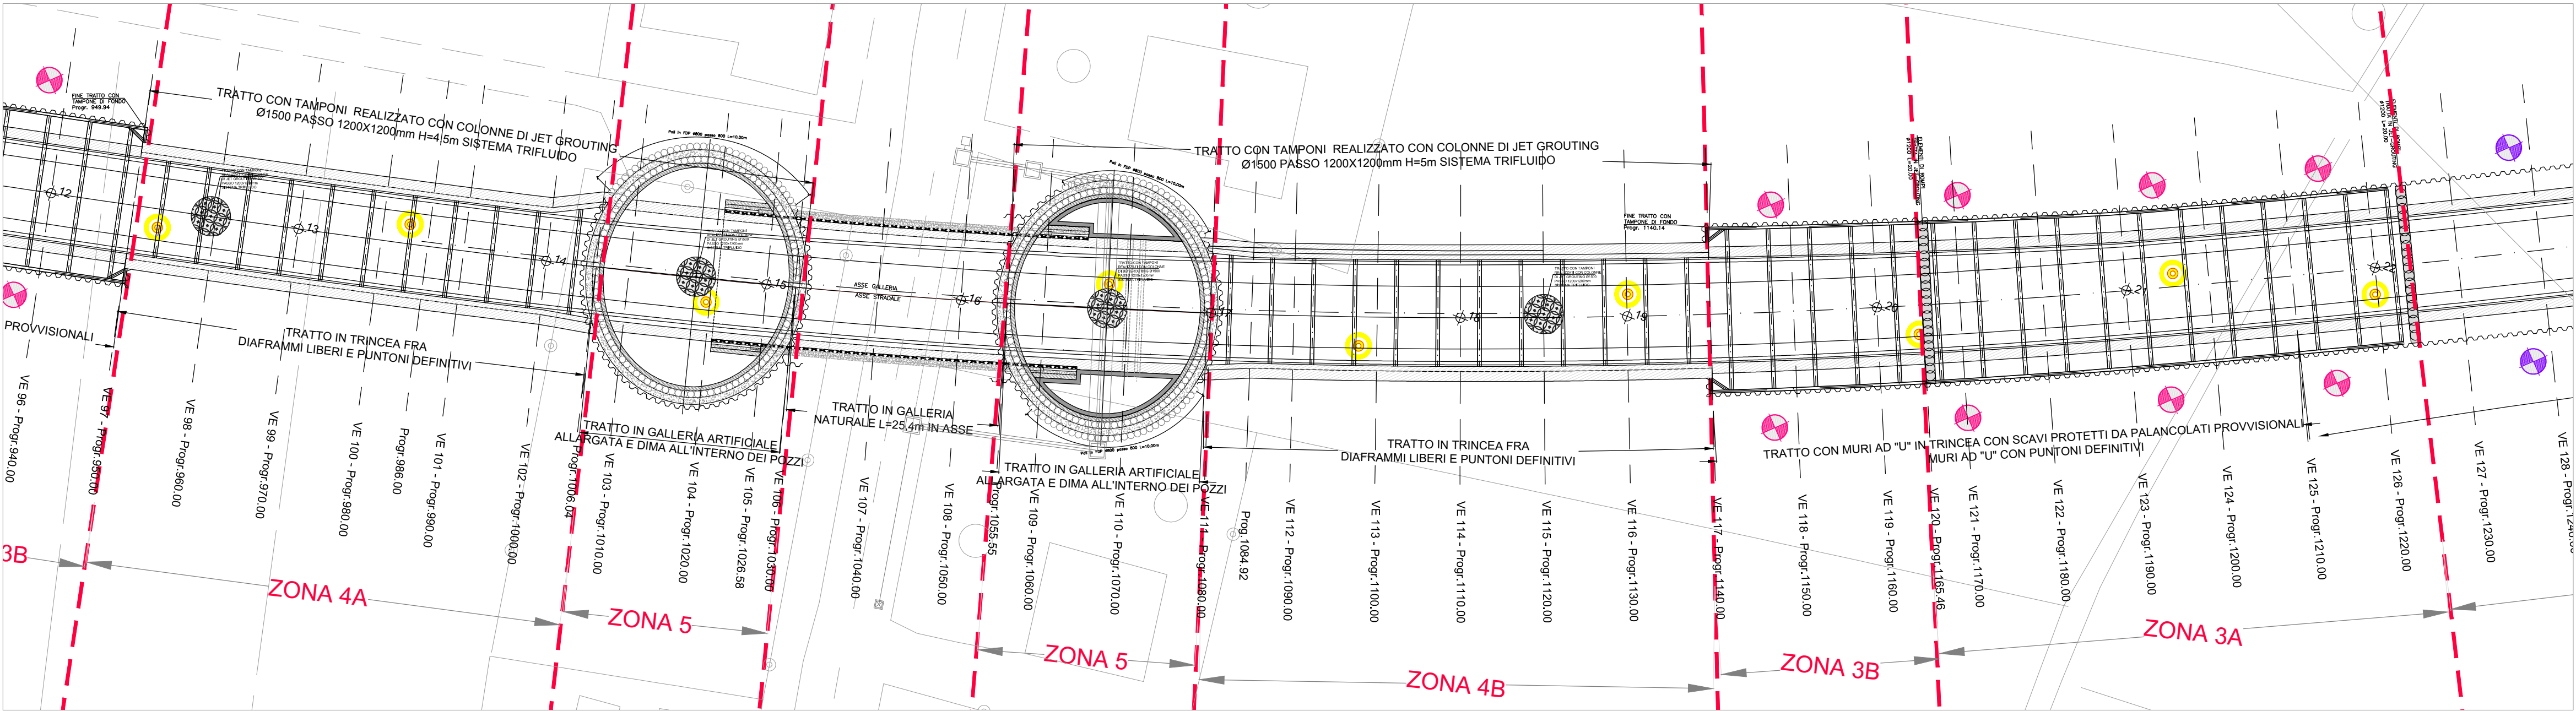 FINE TRATTO CON
TAMPONE DI FONDO
Progr. 949.94
TRATTO CON TAMPONI REALIZZATO CON COLONNE DI JET GROUTING
Ø1500 PASSO 1200X1200mm H=4,5m SISTEMA TRIFLUIDO
TRATTO CON TAMPONI REALIZZATO CON COLONNE DI JET GROUTING
Ø1500 PASSO 1200X1200mm H=5m SISTEMA TRIFLUIDO
FINE TRATTO CON
TAMPONE DI FONDO
Progr. 1140.14
12
13
14
15
16
17
18
19
20
21
22
ASSE GALLERIA
ASSE STRADALE
PROVVISIONALI
TRATTO IN TRINCEA FRA
DIAFRAMMI LIBERI E PUNTONI DEFINITIVI
TRATTO IN GALLERIA ARTIFICIALE
ALLARGATA E DIMA ALL'INTERNO DEI POZZI
TRATTO IN GALLERIA
NATURALE L=25,4m IN ASSE
TRATTO IN GALLERIA ARTIFICIALE
ALLARGATA E DIMA ALL'INTERNO DEI POZZI
TRATTO IN TRINCEA FRA
DIAFRAMMI LIBERI E PUNTONI DEFINITIVI
TRATTO CON MURI AD "U" IN TRINCEA CON SCAVI PROTETTI DA PALANCOLATI PROVVISIONALI
MURI AD "U" CON PUNTONI DEFINITIVI
VE 96 - Progr.940.00
VE 97 - Progr.950.00
VE 98 - Progr.960.00
VE 99 - Progr.970.00
VE 100 - Progr.980.00
Progr.986.00
VE 101 - Progr.990.00
VE 102 - Progr.1000.00
Progr.1006.04
VE 103 - Progr.1010.00
VE 104 - Progr.1020.00
VE 105 - Progr.1026.58
VE 106 - Progr.1030.00
VE 107 - Progr.1040.00
VE 108 - Progr.1050.00
Progr.1055.55
VE 109 - Progr.1060.00
VE 110 - Progr.1070.00
VE 111 - Progr.1080.00
Prog.1084.92
VE 112 - Progr.1090.00
VE 113 - Progr.1100.00
VE 114 - Progr.1110.00
VE 115 - Progr.1120.00
VE 116 - Progr.1130.00
VE 117 - Progr.1140.00
VE 118 - Progr.1150.00
VE 119 - Progr.1160.00
VE 120 - Progr.1165.46
VE 121 - Progr.1170.00
VE 122 - Progr.1180.00
VE 123 - Progr.1190.00
VE 124 - Progr.1200.00
VE 125 - Progr.1210.00
VE 126 - Progr.1220.00
VE 127 - Progr.1230.00
VE 128 - Progr.1240.00
3B
ZONA 4A
ZONA 5
ZONA 5
ZONA 4B
ZONA 3B
ZONA 3A